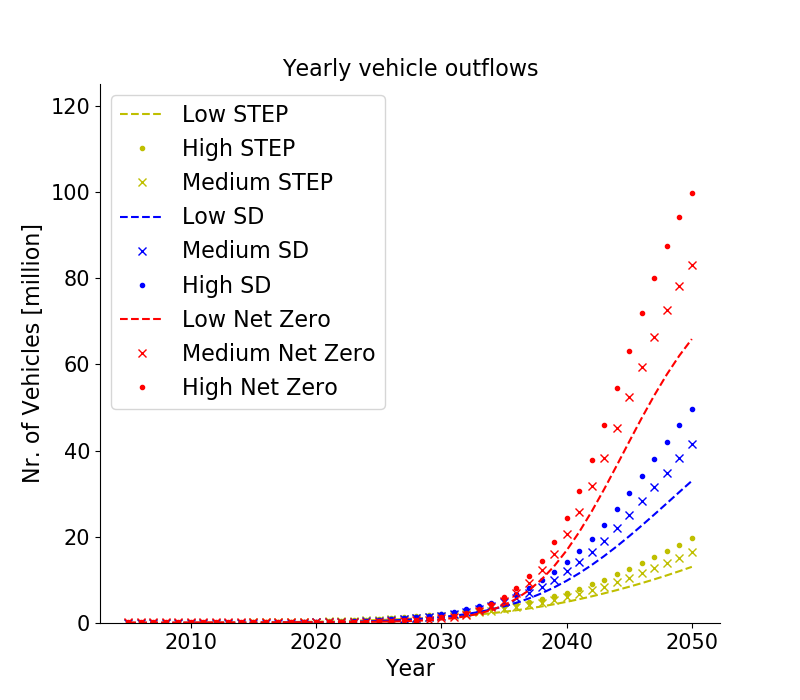 Yearly vehicle outflows
120
100
80
60
40
20
0
Nr. of Vehicles [million]
Low STEP
High STEP
Medium STEP
Low SD
Medium SD
High SD
Low Net Zero
Medium Net Zero
High Net Zero
2010 2020 2030 2040 2050
Year